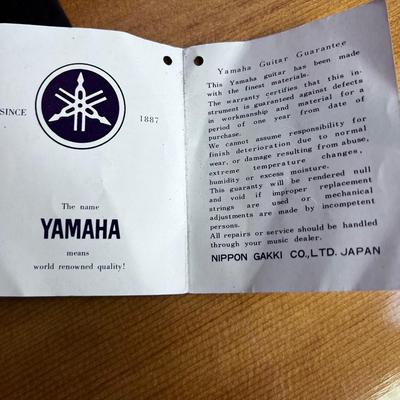 SINCE
1887
The name
YAMAHA
means
world renowned quality!
Yamaha Guitar Guarantee
This Yamaha guitar has been made
with the finest materials.
The warranty certifies that this in-
strument is guaranteed against defects
in workmanship and material for a
period of one year from date of
purchase.
We cannot assume responsibility for
finish deterioration due to normal
wear, or damage resulting from abuse,
extreme temperature changes,
humidity or excess moisture.
This guaranty will be rendered null
and void if improper replacement
strings are used or mechanical
adjustments are made by incompetent
persons.
All repairs or service should be handled
through your music dealer.
NIPPON GAKKI CO.,LTD. JAPAN